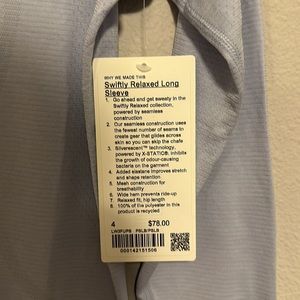 WHY WE MADE THIS
Swiftly Relaxed Long
Sleeve
1. Go ahead and get sweaty in the
Swiftly Relaxed collection,
powered by seamless
construction
2. Our seamless construction uses
the fewest number of seams to
create gear that glides across
skin so you can skip the chafe
3. Silverescent™ technology,
powered by X-STATIC®, inhibits
the growth of odour-causing
bacteria on the garment
4. Added elastane improves stretch
and shape retention
5. Mesh construction for
breathability
6. Wide hem prevents ride-up
7. Relaxed fit, hip length
8. 100% of the polyester in this
product is recycled
4 $78.00
LW3FUPS PBLB/PBLB
000142151506